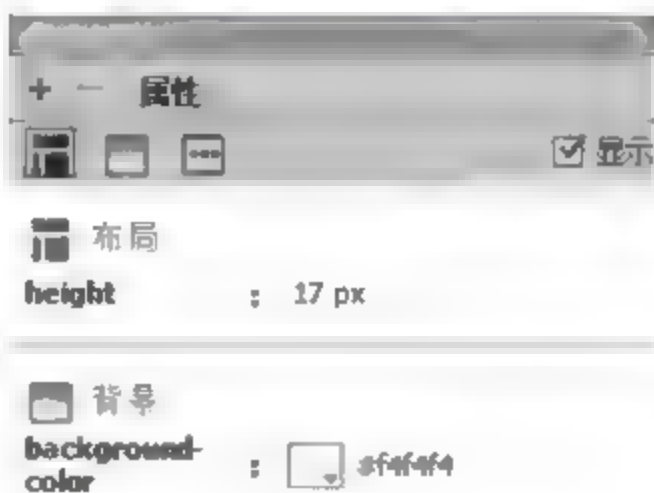 + − 属性
显示
布局
height : 17 px
背景
background-
color : #f4f4f4